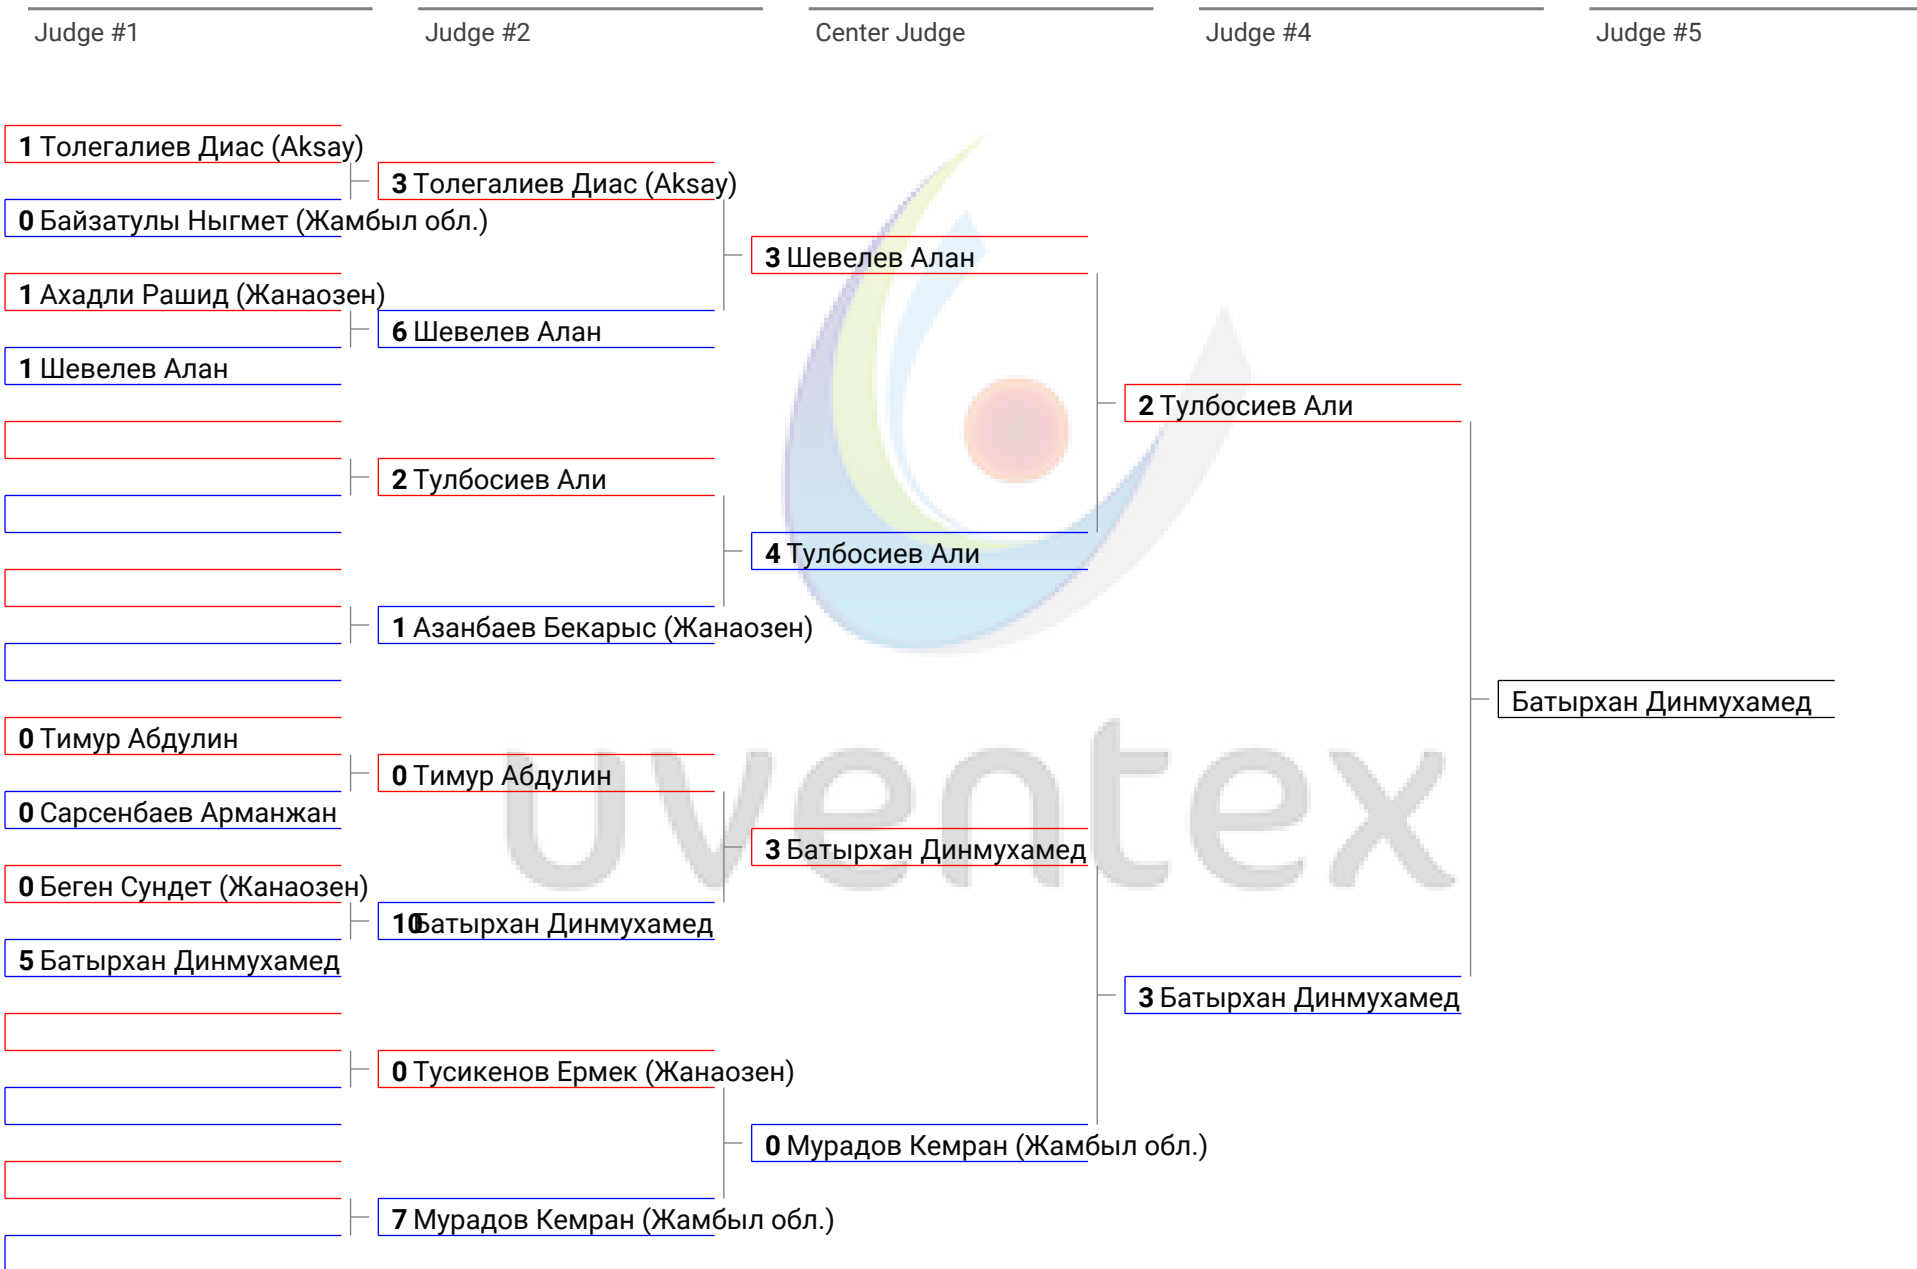 Judge #1 Judge #2 Center Judge Judge #4 Judge #5
1 Толегалиев Диас (Aksay)
3 Толегалиев Диас (Aksay)
0 Байзатулы Ныгмет (Жамбыл обл.)
3 Шевелев Алан
1 Ахадли Рашид (Жанаозен)
6 Шевелев Алан
1 Шевелев Алан
2 Тулбосиев Али
2 Тулбосиев Али
4 Тулбосиев Али
1 Азанбаев Бекарыс (Жанаозен)
Батырхан Динмухамед
0 Тимур Абдулин
0 Тимур Абдулин
0 Сарсенбаев Арманжан
3 Батырхан Динмухамед
0 Беген Сундет (Жанаозен)
10 Батырхан Динмухамед
5 Батырхан Динмухамед
3 Батырхан Динмухамед
0 Тусикенов Ермек (Жанаозен)
0 Мурадов Кемран (Жамбыл обл.)
7 Мурадов Кемран (Жамбыл обл.)
uventex